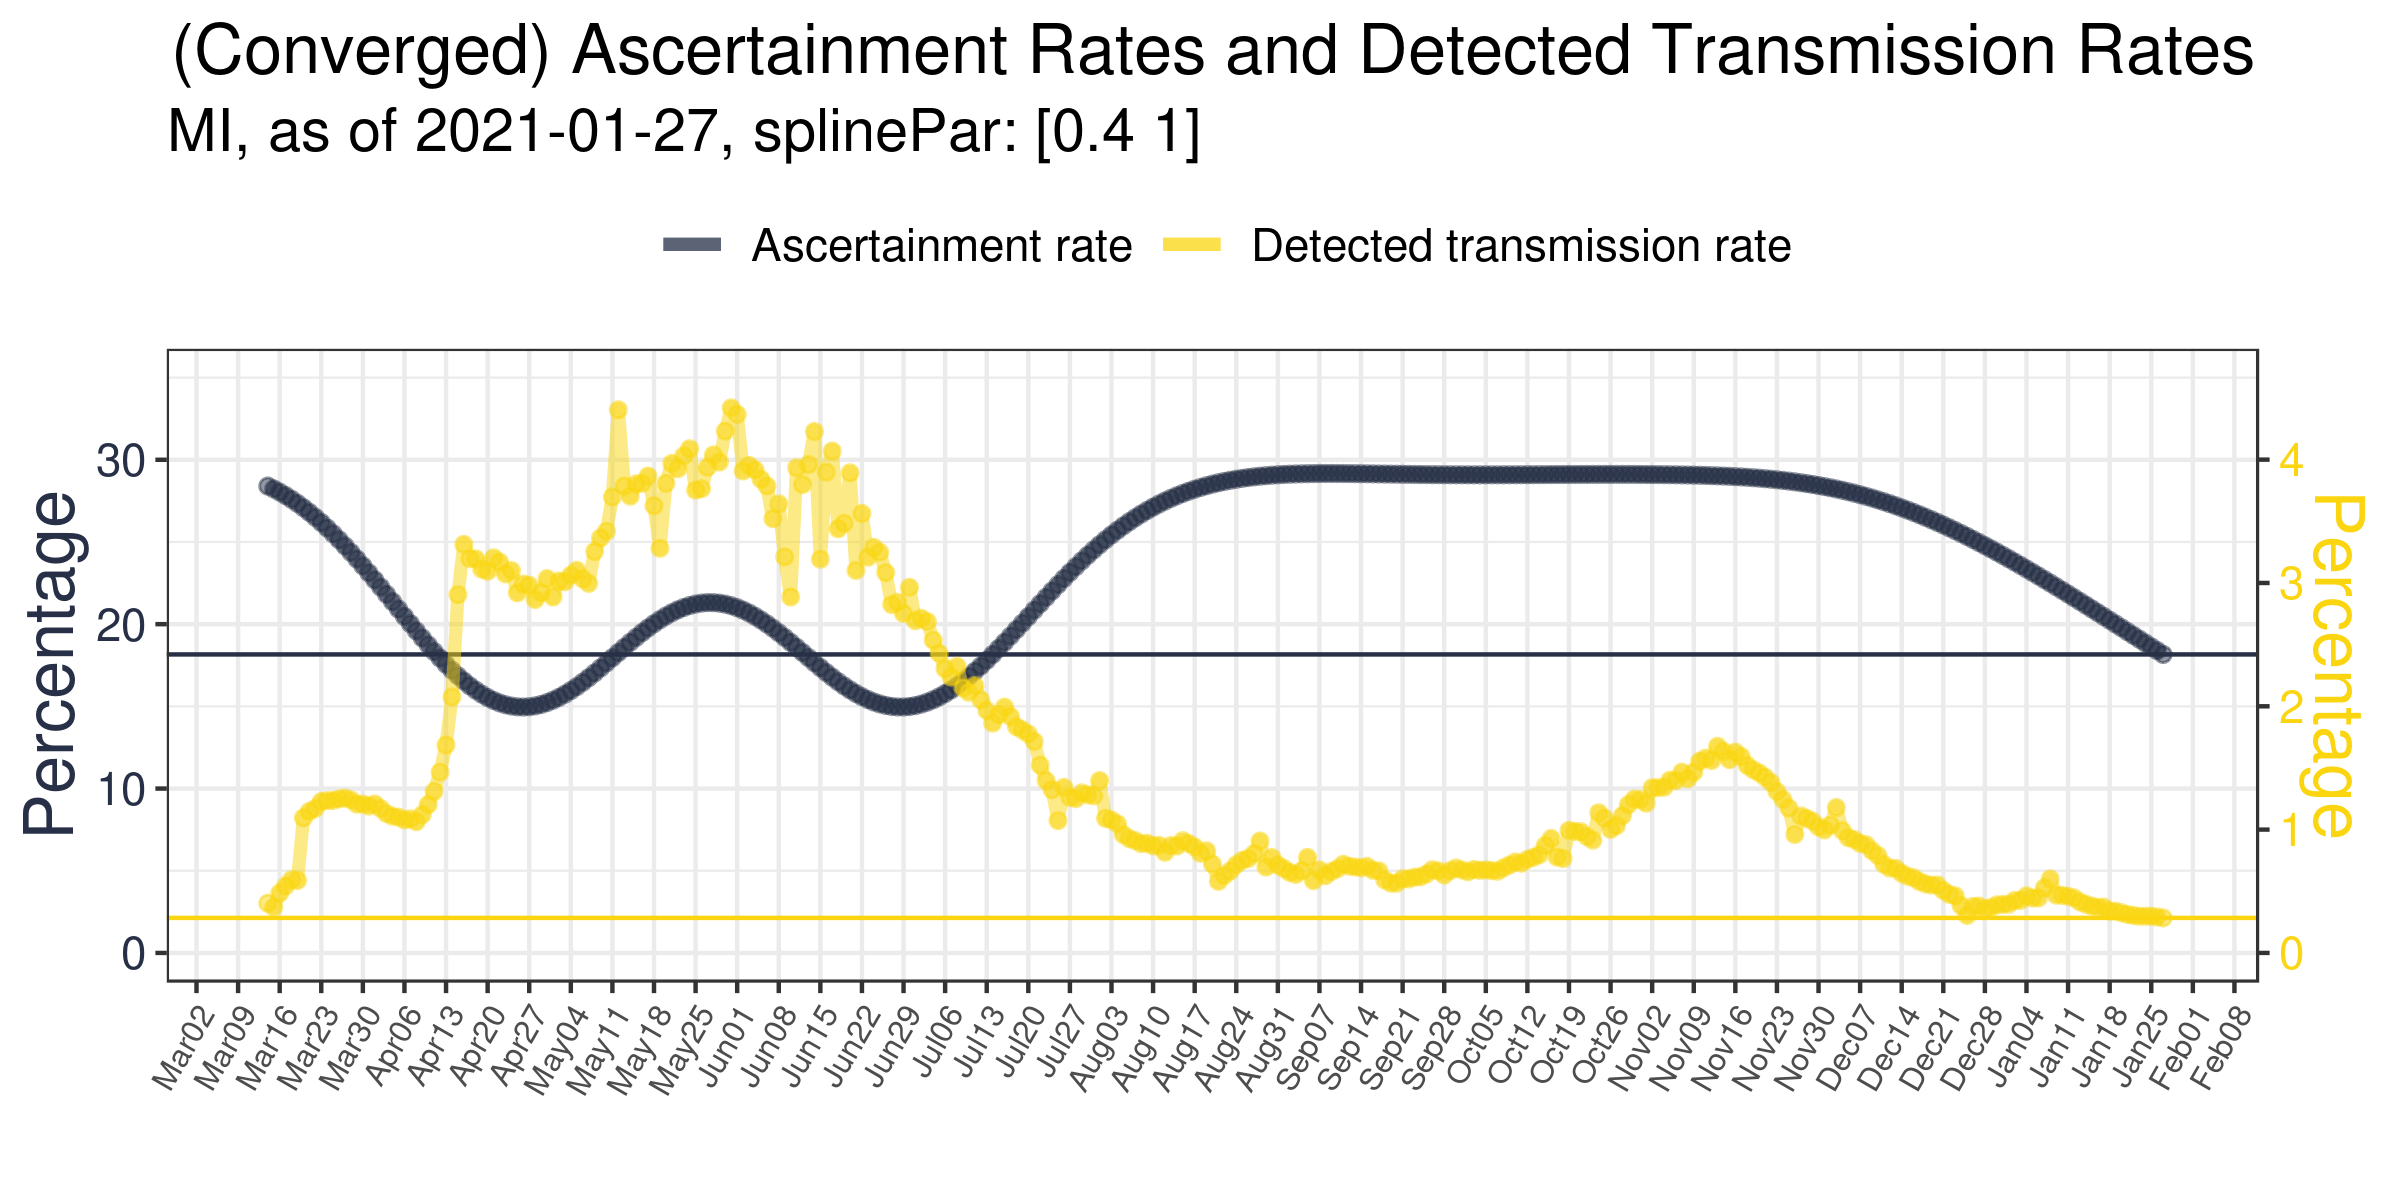 (Converged) Ascertainment Rates and Detected Transmission Rates
MI, as of 2021-01-27, splinePar: [0.4 1]
Ascertainment rate Detected transmission rate
Percentage
30
20
10
0
4
3
2
1
0
Percentage
Mar02 Mar09 Mar16 Mar23 Mar30 Apr06 Apr13 Apr20 Apr27 May04 May11 May18 May25 Jun01 Jun08 Jun15 Jun22 Jun29 Jul06 Jul13 Jul20 Jul27 Aug03 Aug10 Aug17 Aug24 Aug31 Sep07 Sep14 Sep21 Sep28 Oct05 Oct12 Oct19 Oct26 Nov02 Nov09 Nov16 Nov23 Nov30 Dec07 Dec14 Dec21 Dec28 Jan04 Jan11 Jan18 Jan25 Feb01 Feb08